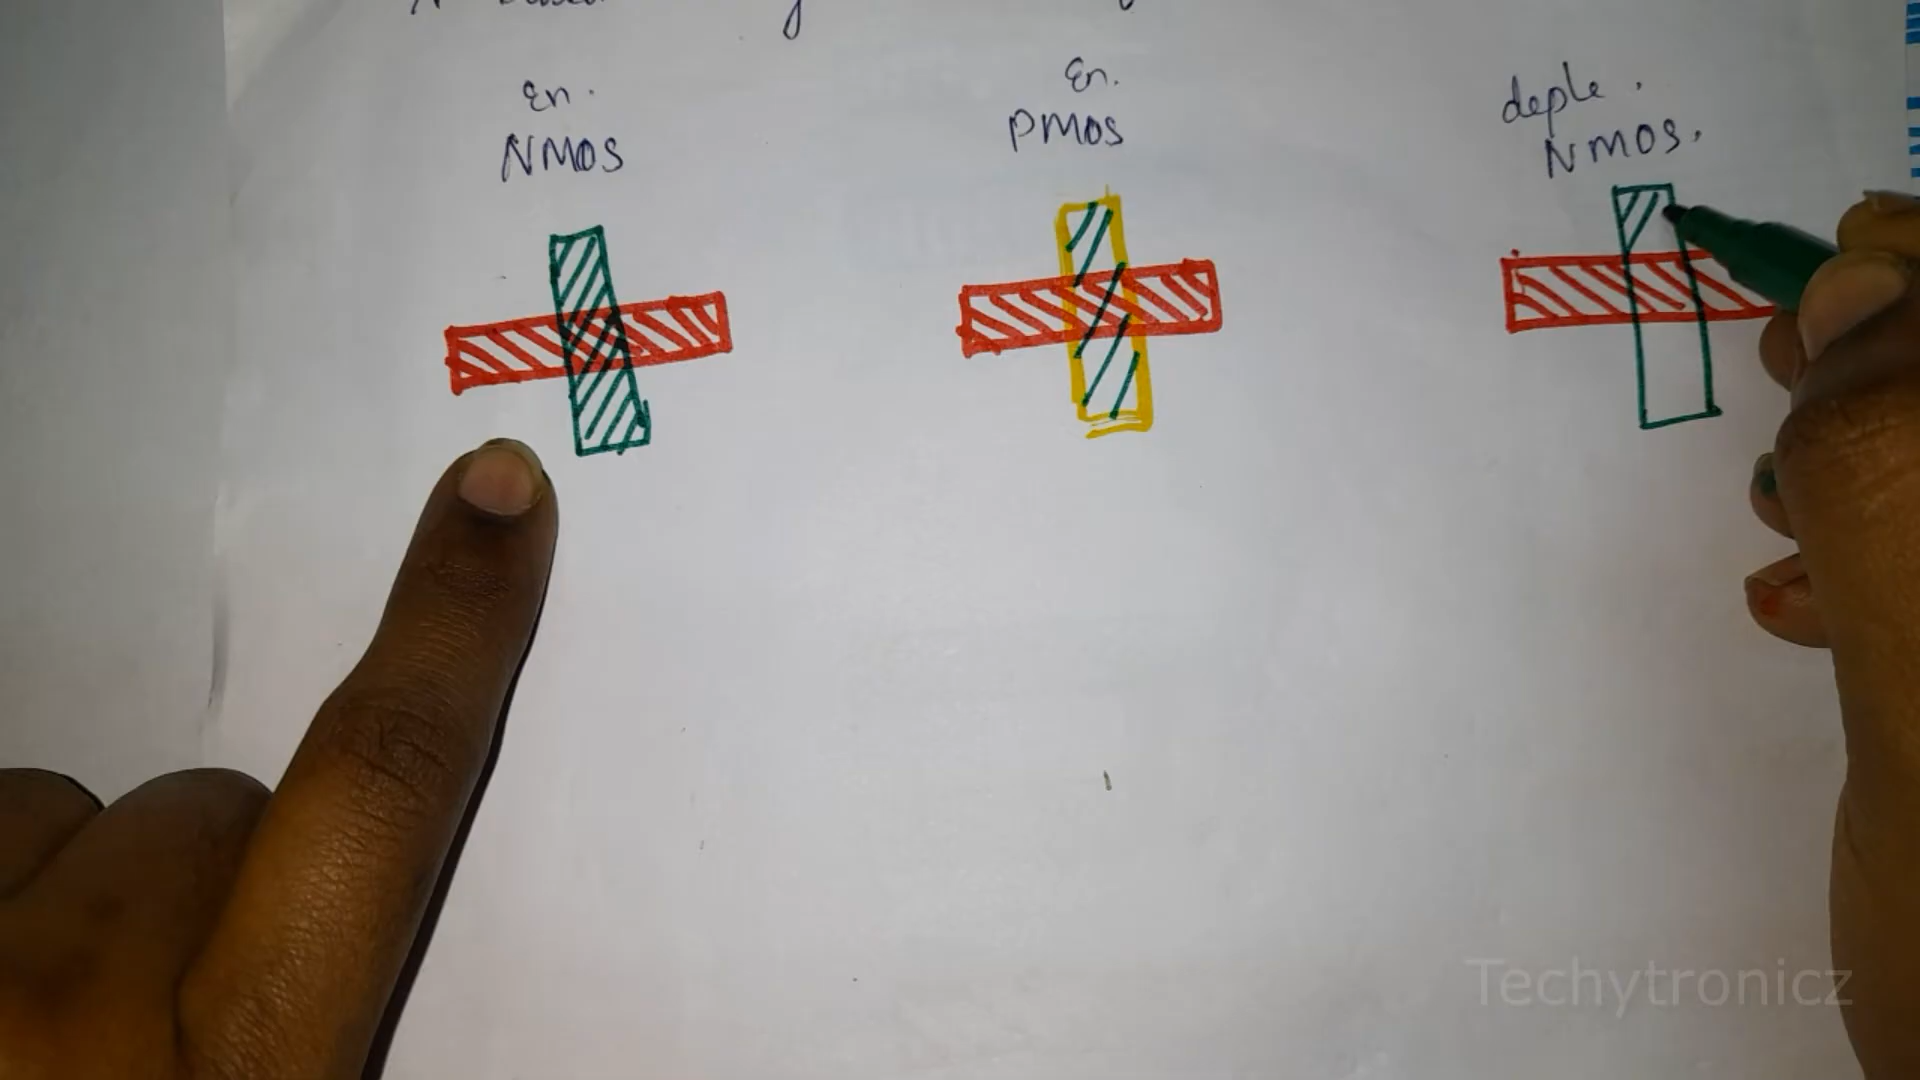 En.
NMOS
En.
PMOS
deple.
NMOS.
Techytronicz